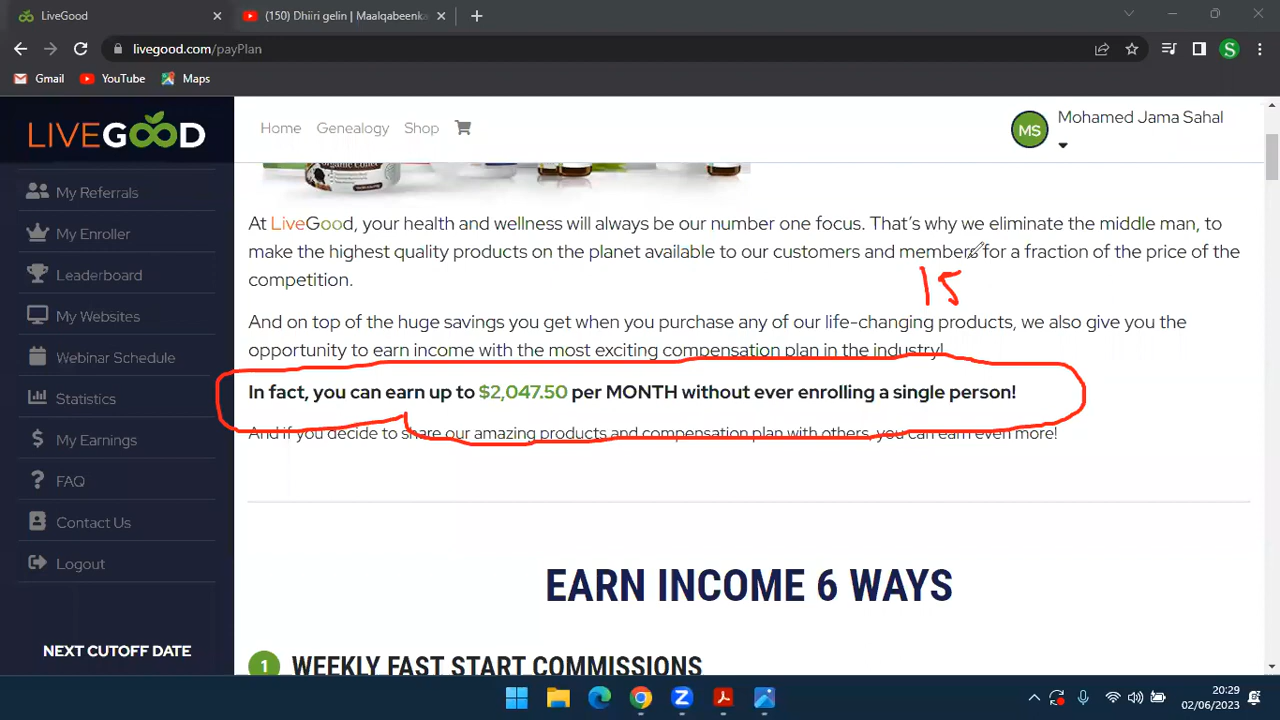 LiveGood
(150) Dhiiri gelin | Maalqabeenka
livegood.com/payPlan
Gmail YouTube Maps S
LIVEGOOD
Home Genealogy Shop
MS Mohamed Jama Sahal
My Referrals
My Enroller
Leaderboard
My Websites
Webinar Schedule
Statistics
My Earnings
FAQ
Contact Us
Logout
NEXT CUTOFF DATE
At LiveGood, your health and wellness will always be our number one focus. That's why we eliminate the middle man, to
make the highest quality products on the planet available to our customers and members for a fraction of the price of the
competition.
15
And on top of the huge savings you get when you purchase any of our life-changing products, we also give you the
opportunity to earn income with the most exciting compensation plan in the industry!
In fact, you can earn up to $2,047.50 per MONTH without ever enrolling a single person!
And if you decide to share our amazing products and compensation plan with others, you can earn even more!
EARN INCOME 6 WAYS
1 WEEKLY FAST START COMMISSIONS
20:29
02/06/2023